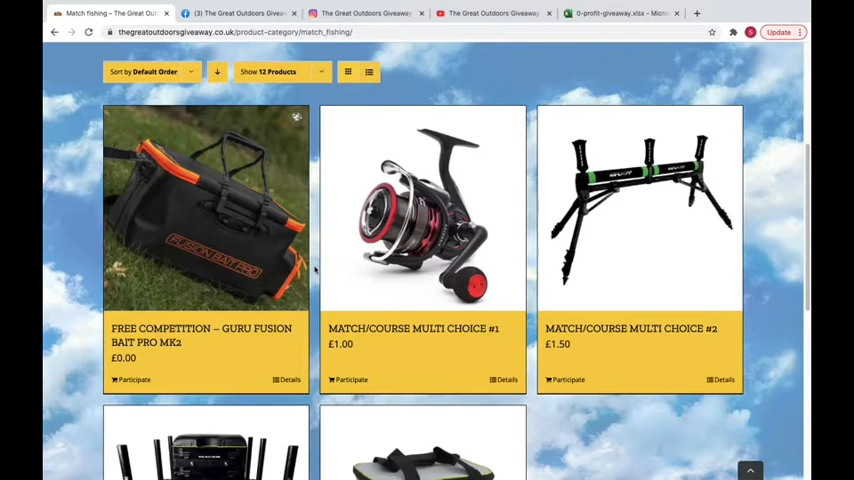 Match fishing – The Great Out
(3) The Great Outdoors Giveaw
The Great Outdoors Giveaway
The Great Outdoors Giveaway
0-profit-giveaway.xlsx - Micros
thegreatoutdoorsgiveaway.co.uk/product-category/match_fishing/
S
Update
Sort by Default Order
Show 12 Products
FUSION BAIT PRO
FREE COMPETITION – GURU FUSION
BAIT PRO MK2
£0.00
Participate
Details
MATCH/COURSE MULTI CHOICE #1
£1.00
Participate
Details
MATCH/COURSE MULTI CHOICE #2
£1.50
Participate
Details